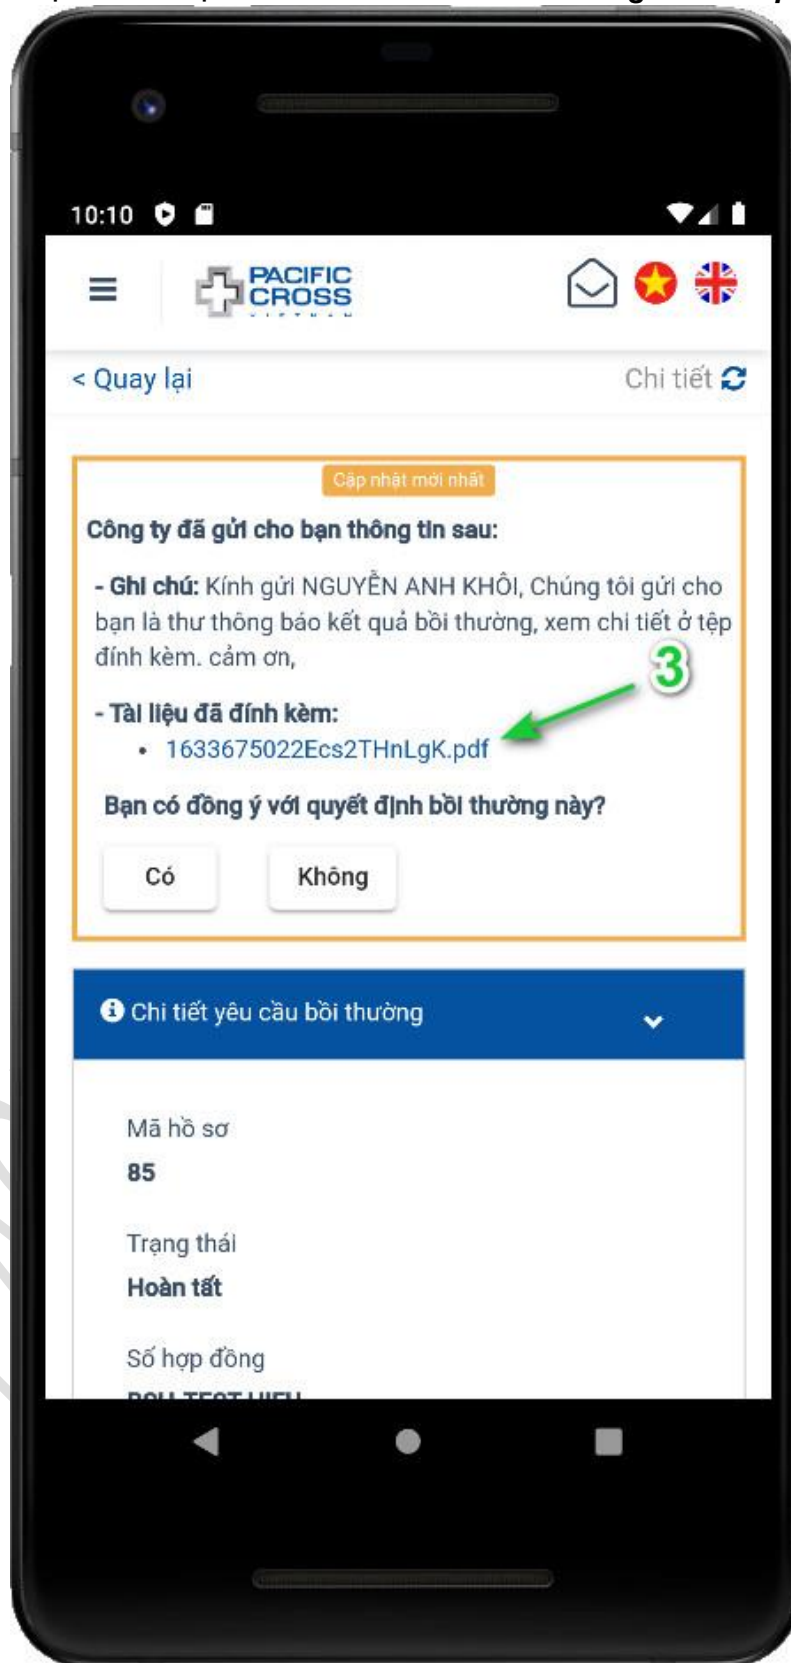 10:10
PACIFIC
CROSS
VIETNAM
< Quay lại
Chi tiết
Cập nhật mới nhất
Công ty đã gửi cho bạn thông tin sau:
- Ghi chú: Kính gửi NGUYỄN ANH KHÔI, Chúng tôi gửi cho
bạn là thư thông báo kết quả bồi thường, xem chi tiết ở tệp
đính kèm. cảm ơn,
3
- Tài liệu đã đính kèm:
• 1633675022Ecs2THnLgK.pdf
Bạn có đồng ý với quyết định bồi thường này?
Có Không
Chi tiết yêu cầu bồi thường
Mã hồ sơ
85
Trạng thái
Hoàn tất
Số hợp đồng